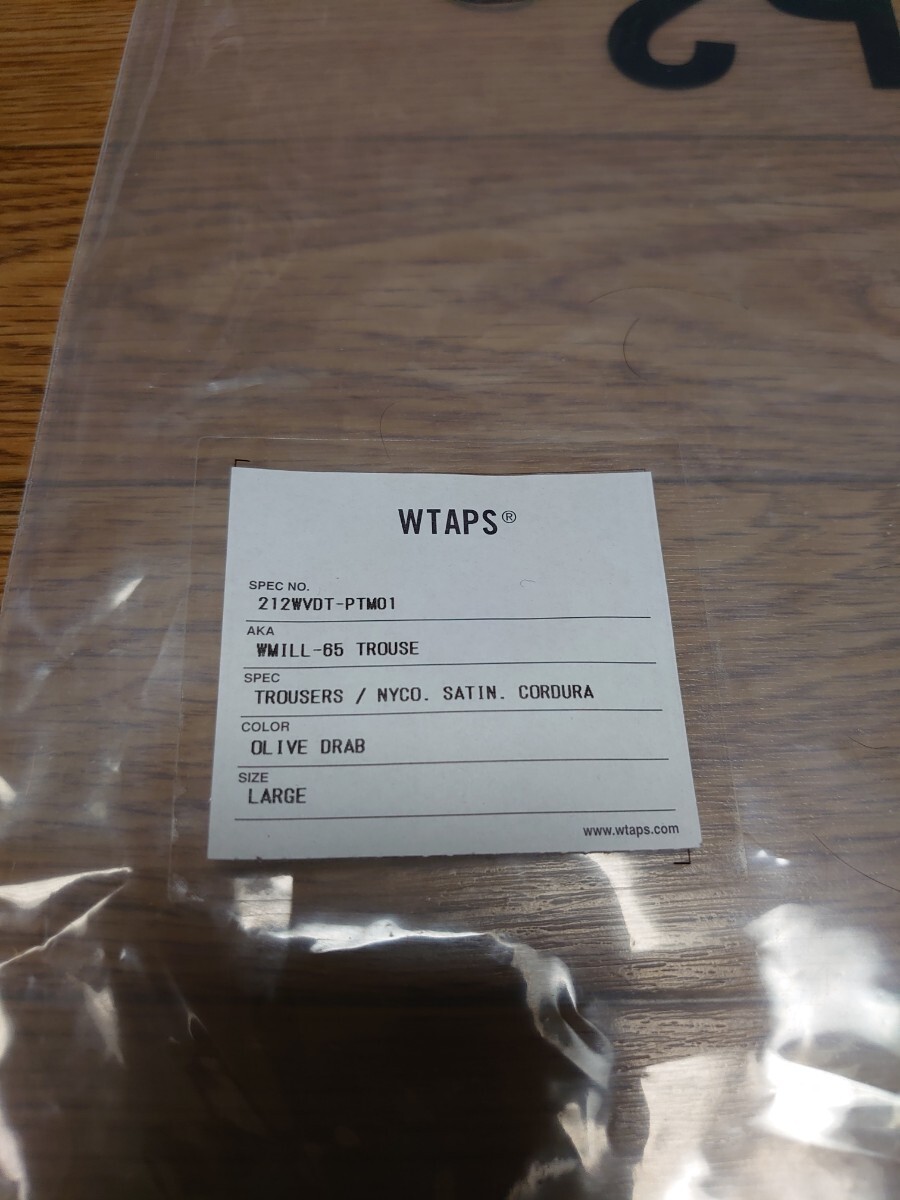 WTAPS®
SPEC NO.
212WVDT-PTM01
AKA
WMILL-65 TROUSE
SPEC
TROUSERS / NYCO. SATIN. CORDURA
COLOR
OLIVE DRAB
SIZE
LARGE
www.wtaps.com